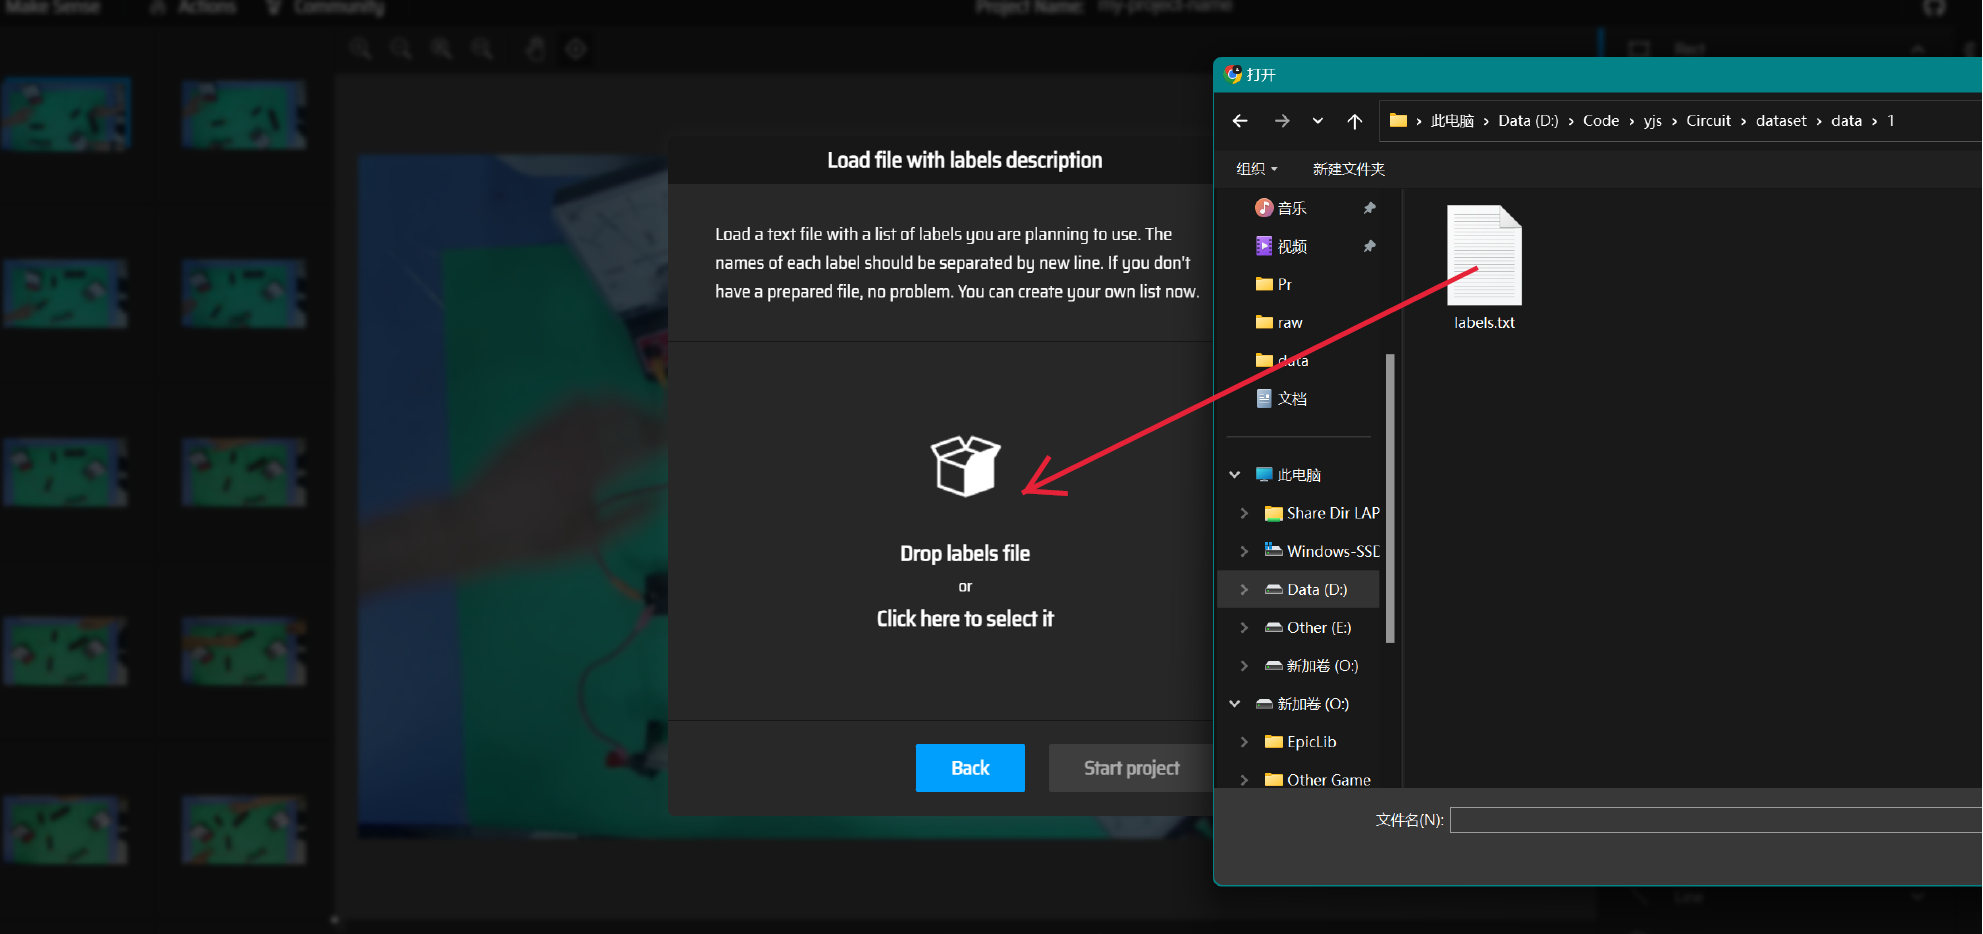 Make Sense
Actions
Community
Project Name: my-project-name
Rect
打开
此电脑 › Data (D:) › Code › yjs › Circuit › dataset › data › 1
组织
新建文件夹
Load file with labels description
Load a text file with a list of labels you are planning to use. The
names of each label should be separated by new line. If you don't
have a prepared file, no problem. You can create your own list now.
Drop labels file
or
Click here to select it
Back
Start project
音乐
视频
Pr
raw
data
文档
此电脑
Share Dir LAP
Windows-SSD
Data (D:)
Other (E:)
新加卷 (O:)
新加卷 (O:)
EpicLib
Other Game
labels.txt
文件名(N):
Line